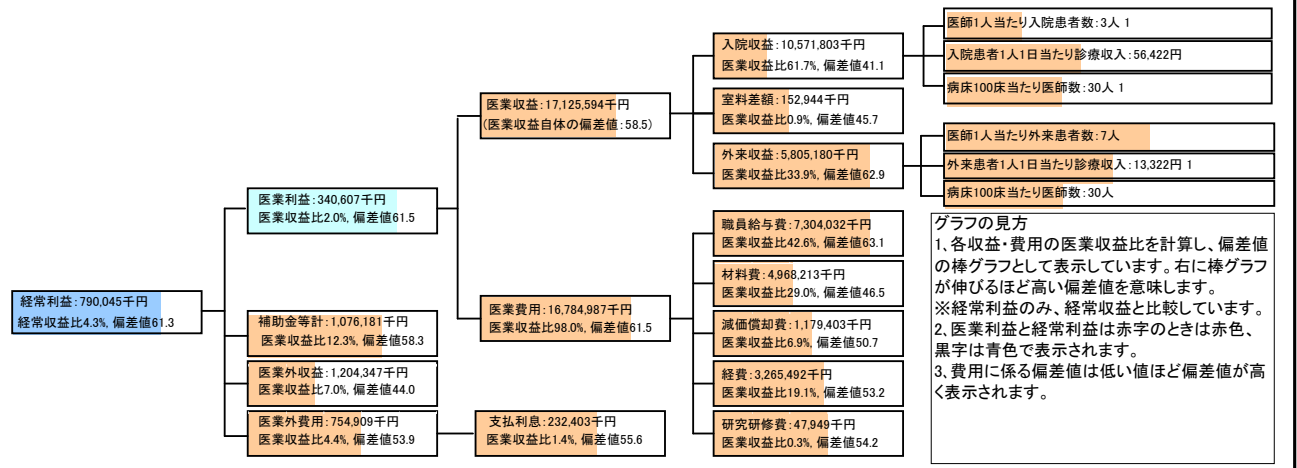 経常利益:790,045千円
経常収益比4.3%, 偏差値61.3
医業利益:340,607千円
医業収益比2.0%, 偏差値61.5
補助金等計:1,076,181千円
医業収益比12.3%, 偏差値58.3
医業外収益:1,204,347千円
医業収益比7.0%, 偏差値44.0
医業外費用:754,909千円
医業収益比4.4%, 偏差値53.9
支払利息:232,403千円
医業収益比1.4%, 偏差値55.6
医業収益:17,125,594千円
(医業収益自体の偏差値:58.5)
医業費用:16,784,987千円
医業収益比98.0%, 偏差値61.5
入院収益:10,571,803千円
医業収益比61.7%, 偏差値41.1
室料差額:152,944千円
医業収益比0.9%, 偏差値45.7
外来収益:5,805,180千円
医業収益比33.9%, 偏差値62.9
職員給与費:7,304,032千円
医業収益比42.6%, 偏差値63.1
材料費:4,968,213千円
医業収益比29.0%, 偏差値46.5
減価償却費:1,179,403千円
医業収益比6.9%, 偏差値50.7
経費:3,265,492千円
医業収益比19.1%, 偏差値53.2
研究研修費:47,949千円
医業収益比0.3%, 偏差値54.2
医師1人当たり入院患者数:3人 1
入院患者1人1日当たり診療収入:56,422円
病床100床当たり医師数:30人 1
医師1人当たり外来患者数:7人
外来患者1人1日当たり診療収入:13,322円 1
病床100床当たり医師数:30人
グラフの見方
1、各収益・費用の医業収益比を計算し、偏差値
の棒グラフとして表示しています。右に棒グラフ
が伸びるほど高い偏差値を意味します。
※経常利益のみ、経常収益と比較しています。
2、医業利益と経常利益は赤字のときは赤色、
黒字は青色で表示されます。
3、費用に係る偏差値は低い値ほど偏差値が高
く表示されます。